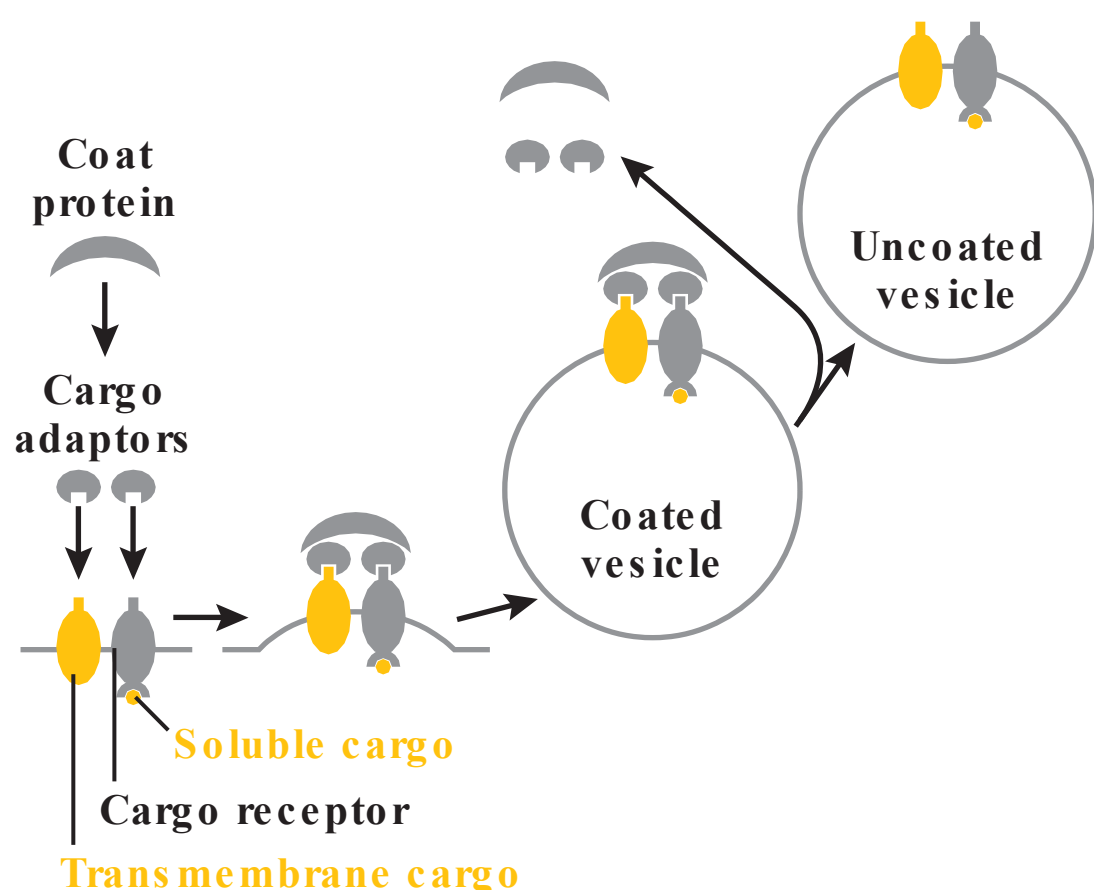 Coat
protein
Cargo
adaptors
Soluble cargo
Cargo receptor
Transmembrane cargo
Coated
vesicle
Uncoated
vesicle